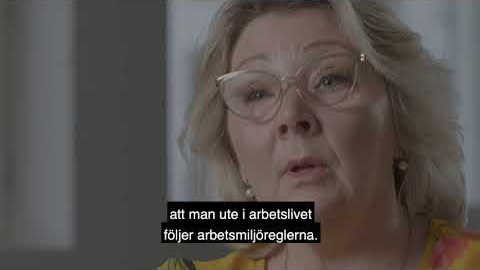 att man ute i arbetslivet
följer arbetsmiljöreglerna.